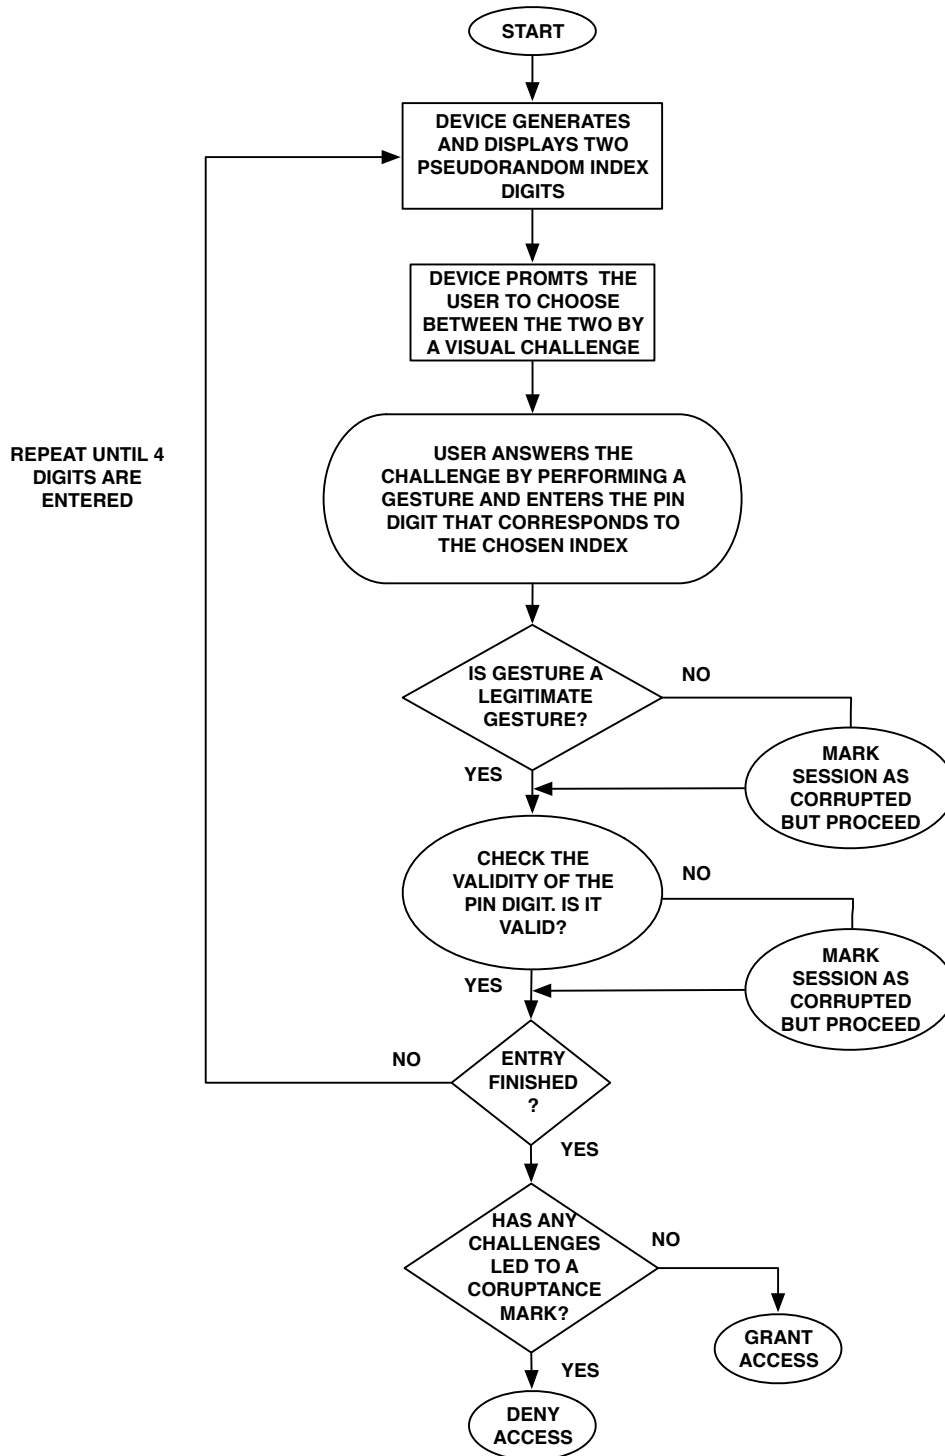 START
DEVICE GENERATES
AND DISPLAYS TWO
PSEUDORANDOM INDEX
DIGITS
DEVICE PROMTS THE
USER TO CHOOSE
BETWEEN THE TWO BY
A VISUAL CHALLENGE
REPEAT UNTIL 4
DIGITS ARE
ENTERED
USER ANSWERS THE
CHALLENGE BY PERFORMING A
GESTURE AND ENTERS THE PIN
DIGIT THAT CORRESPONDS TO
THE CHOSEN INDEX
IS GESTURE A
LEGITIMATE
GESTURE?
NO
MARK
SESSION AS
CORRUPTED
BUT PROCEED
YES
CHECK THE
VALIDITY OF THE
PIN DIGIT. IS IT
VALID?
NO
MARK
SESSION AS
CORRUPTED
BUT PROCEED
YES
ENTRY
FINISHED
?
NO
YES
HAS ANY
CHALLENGES
LED TO A
CORUPTANCE
MARK?
NO
GRANT
ACCESS
YES
DENY
ACCESS